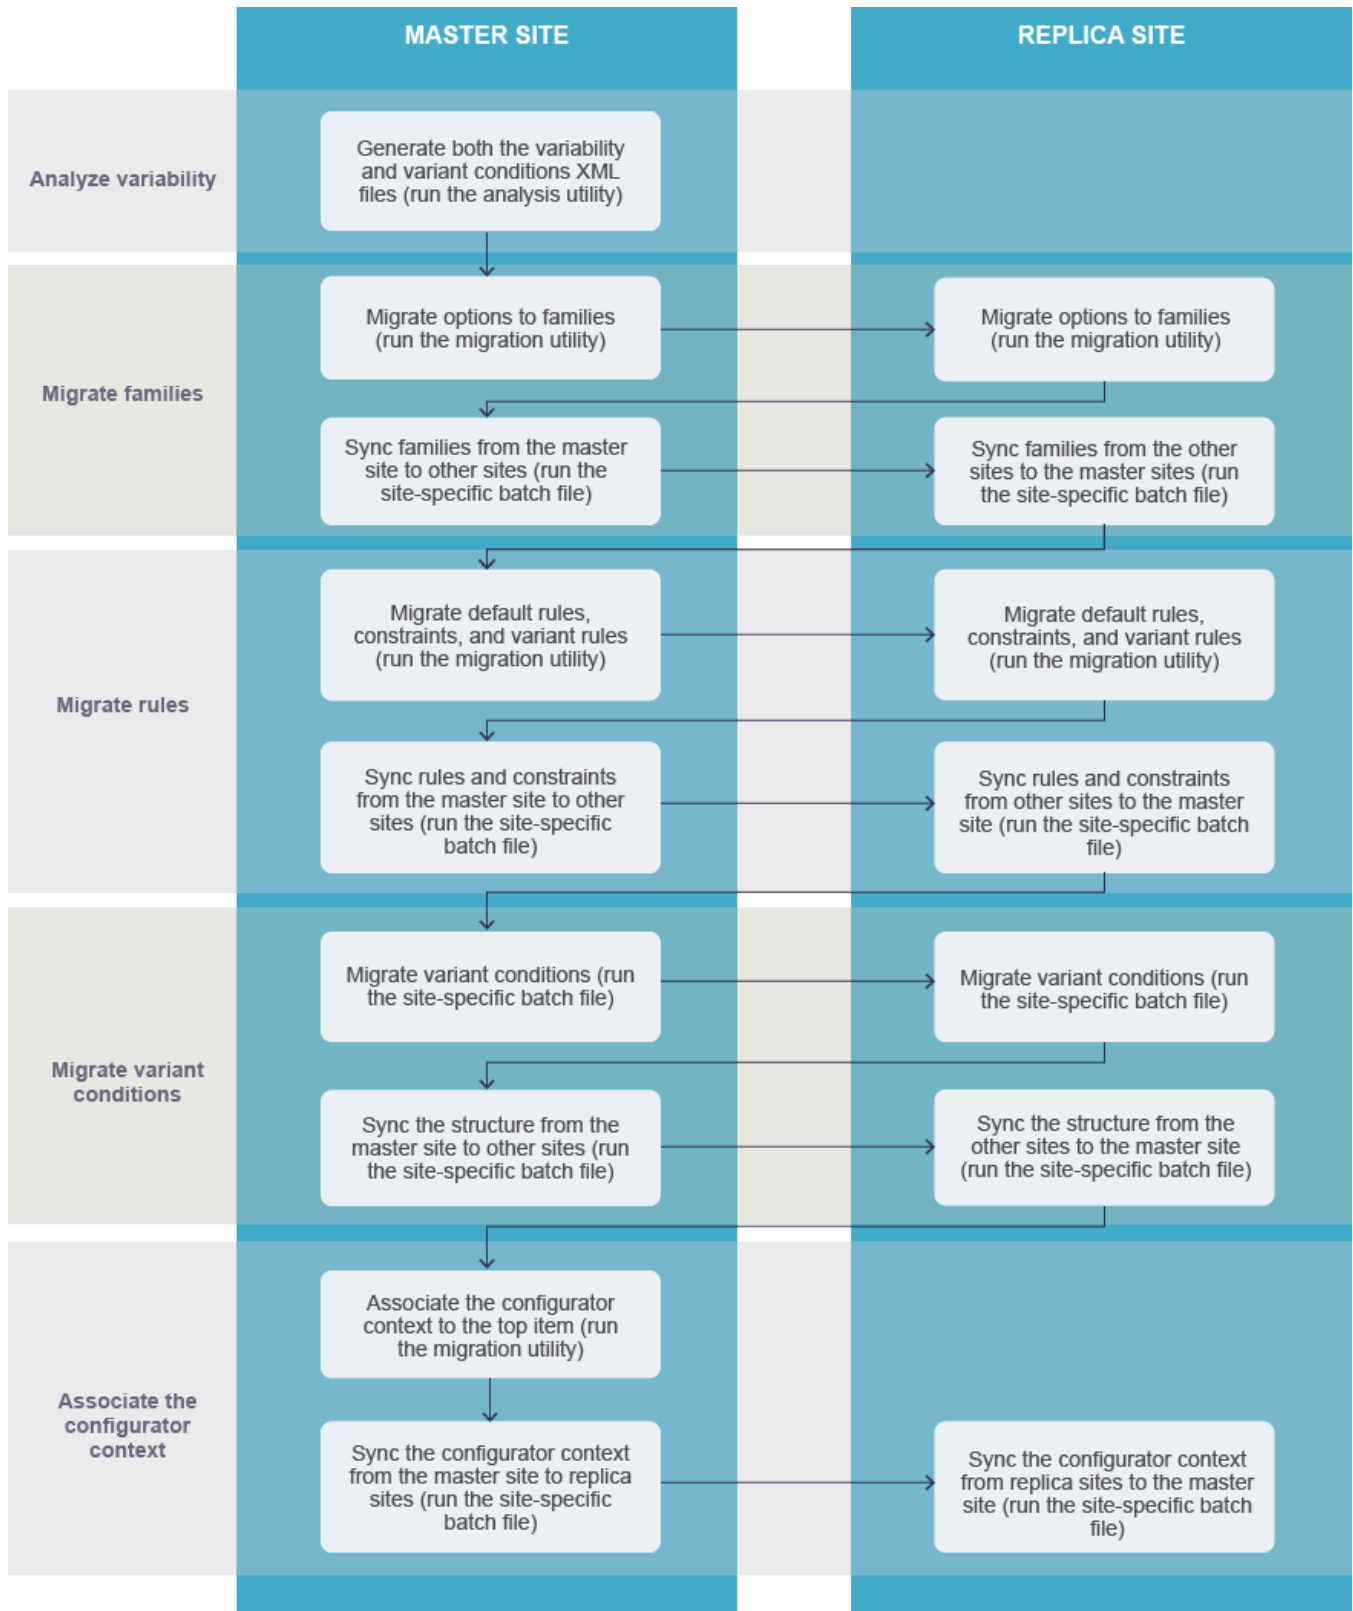 MASTER SITE
REPLICA SITE
Analyze variability
Generate both the variability
and variant conditions XML
files (run the analysis utility)
Migrate families
Migrate options to families
(run the migration utility)
Migrate options to families
(run the migration utility)
Sync families from the master
site to other sites (run the
site-specific batch file)
Sync families from the other
sites to the master sites (run
the site-specific batch file)
Migrate rules
Migrate default rules,
constraints, and variant rules
(run the migration utility)
Migrate default rules,
constraints, and variant rules
(run the migration utility)
Sync rules and constraints
from the master site to other
sites (run the site-specific
batch file)
Sync rules and constraints
from other sites to the master
site (run the site-specific batch
file)
Migrate variant
conditions
Migrate variant conditions (run
the site-specific batch file)
Migrate variant conditions (run
the site-specific batch file)
Sync the structure from the
master site to other sites (run
the site-specific batch file)
Sync the structure from the
other sites to the master site
(run the site-specific batch file)
Associate the
configurator
context
Associate the configurator
context to the top item (run
the migration utility)
Sync the configurator context
from the master site to replica
sites (run the site-specific
batch file)
Sync the configurator context
from replica sites to the master
site (run the site-specific batch
file)